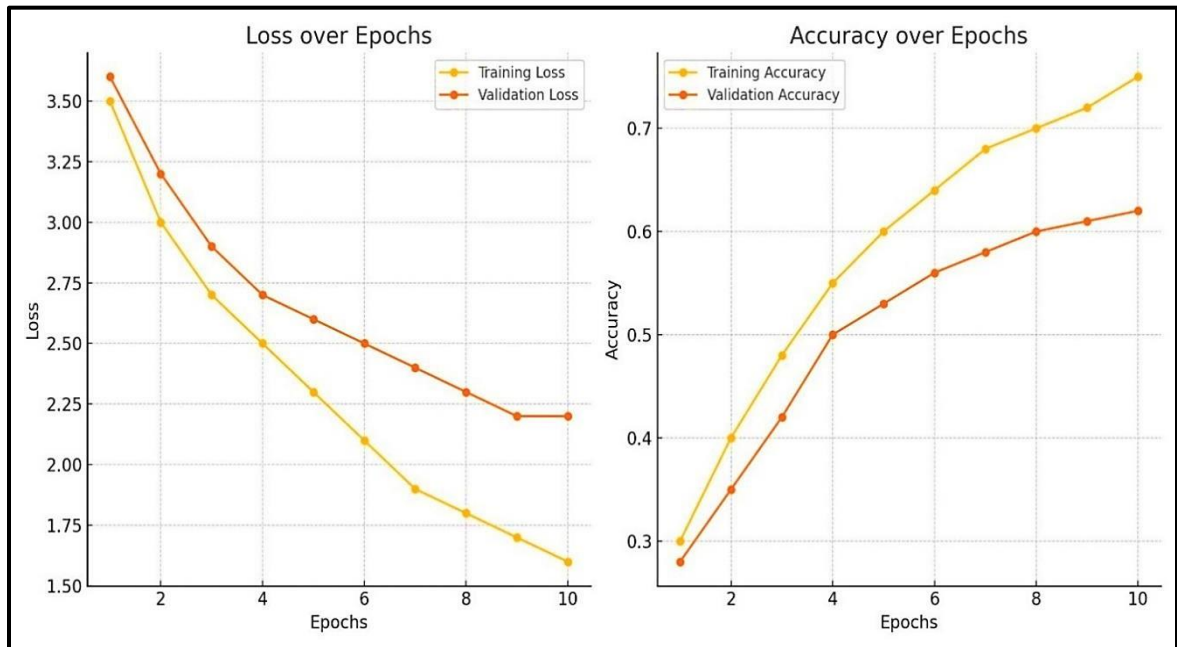 Loss over Epochs
Training Loss
Validation Loss
3.50
3.25
3.00
2.75
2.50
2.25
2.00
1.75
1.50
Loss
2 4 6 8 10
Epochs
Accuracy over Epochs
Training Accuracy
Validation Accuracy
0.7
0.6
0.5
0.4
0.3
Accuracy
2 4 6 8 10
Epochs